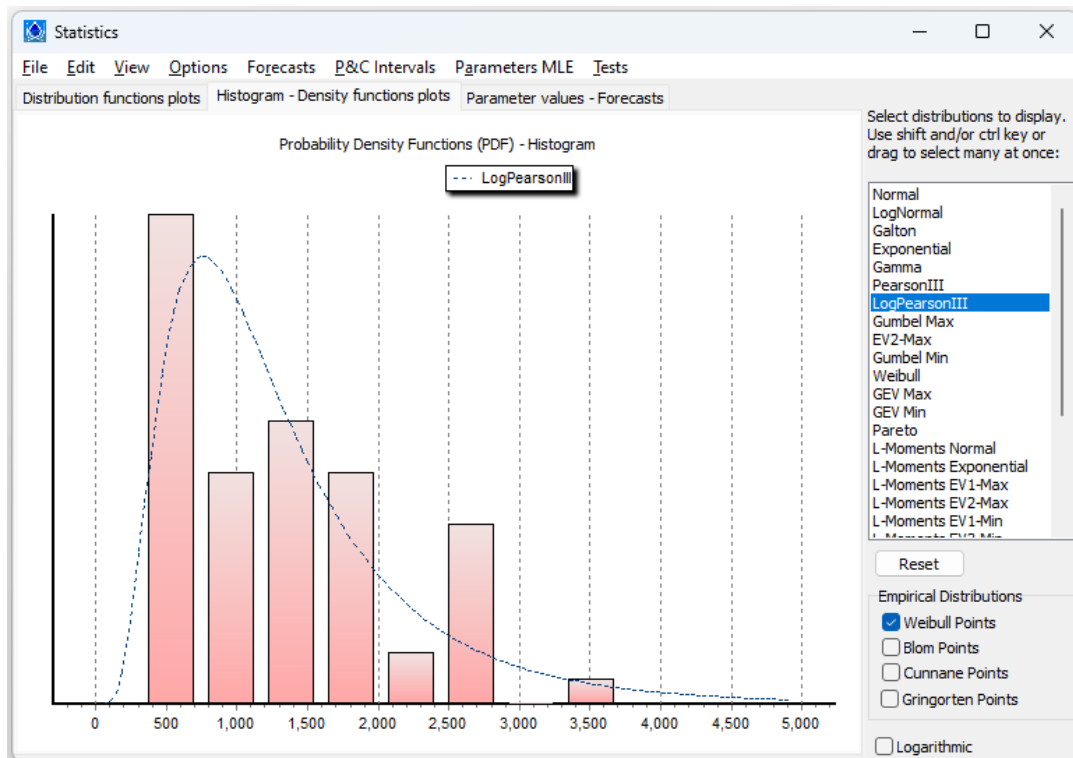 Statistics
File Edit View Options Forecasts P&C Intervals Parameters MLE Tests
Distribution functions plots Histogram - Density functions plots Parameter values - Forecasts
Probability Density Functions (PDF) - Histogram
LogPearsonIII
0 500 1,000 1,500 2,000 2,500 3,000 3,500 4,000 4,500 5,000
Select distributions to display.
Use shift and/or ctrl key or
drag to select many at once:
Normal
LogNormal
Galton
Exponential
Gamma
PearsonIII
LogPearsonIII
Gumbel Max
EV2-Max
Gumbel Min
Weibull
GEV Max
GEV Min
Pareto
L-Moments Normal
L-Moments Exponential
L-Moments EV1-Max
L-Moments EV2-Max
L-Moments EV1-Min
Reset
Empirical Distributions
Weibull Points
Blom Points
Cunnane Points
Gringorten Points
Logarithmic